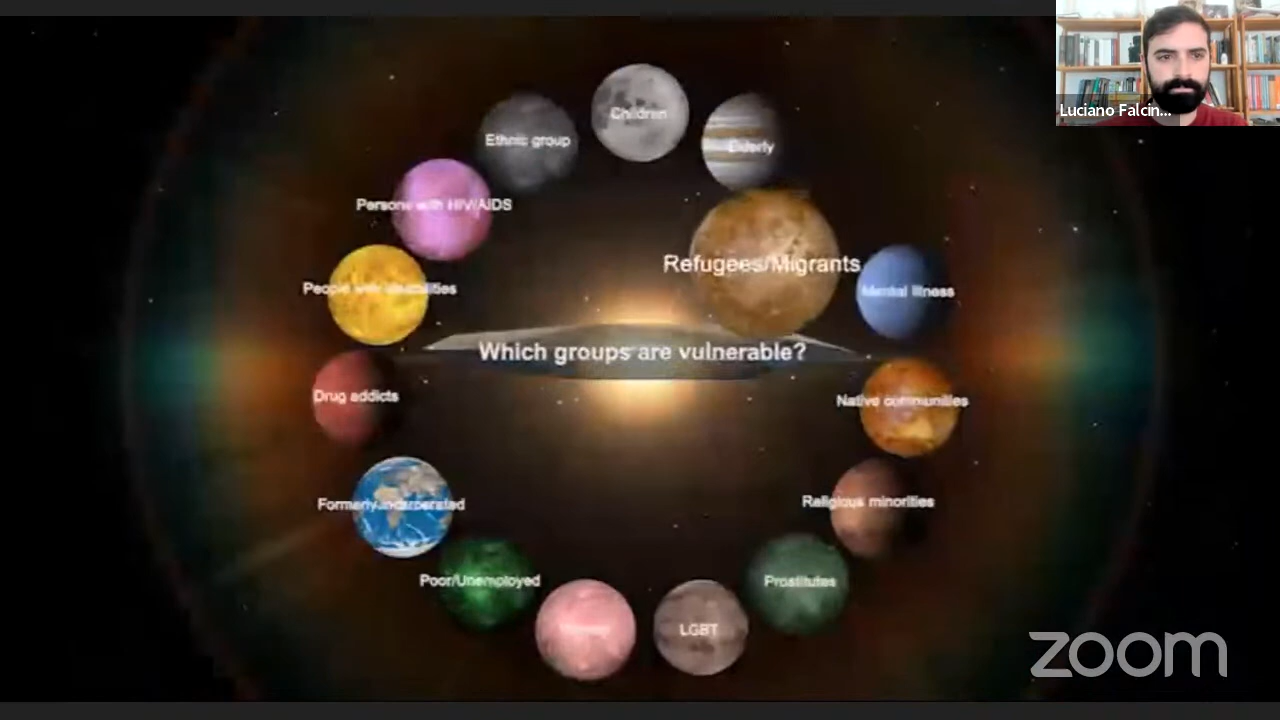 Luciano Falcin...
Children
Ethnic group
Elderly
Persons with HIV/AIDS
Refugees/Migrants
People with disabilities
Mental Illness
Which groups are vulnerable?
Drug addicts
Native communities
Formerly incarcerated
Religious minorities
Poor/Unemployed
Prostitutes
LGBT
zoom